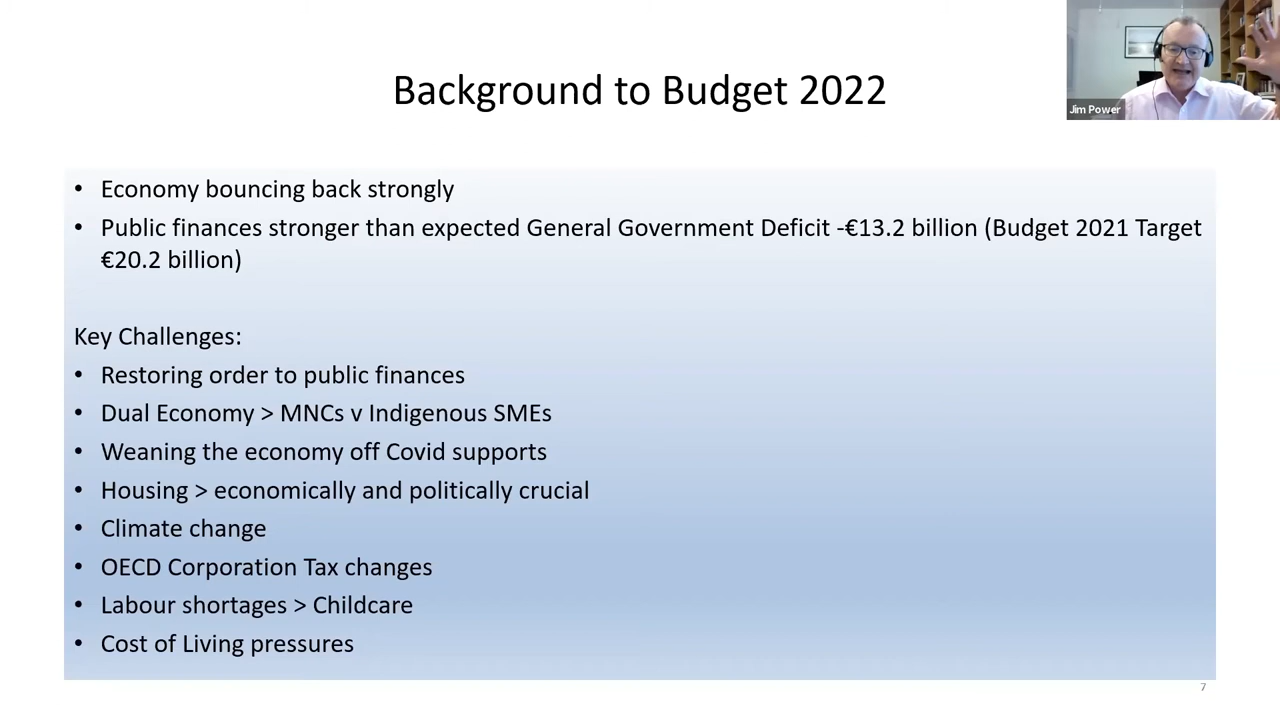 Background to Budget 2022
Jim Power
• Economy bouncing back strongly
• Public finances stronger than expected General Government Deficit -€13.2 billion (Budget 2021 Target
€20.2 billion)
Key Challenges:
• Restoring order to public finances
• Dual Economy > MNCs v Indigenous SMEs
• Weaning the economy off Covid supports
• Housing > economically and politically crucial
• Climate change
• OECD Corporation Tax changes
• Labour shortages > Childcare
• Cost of Living pressures
7